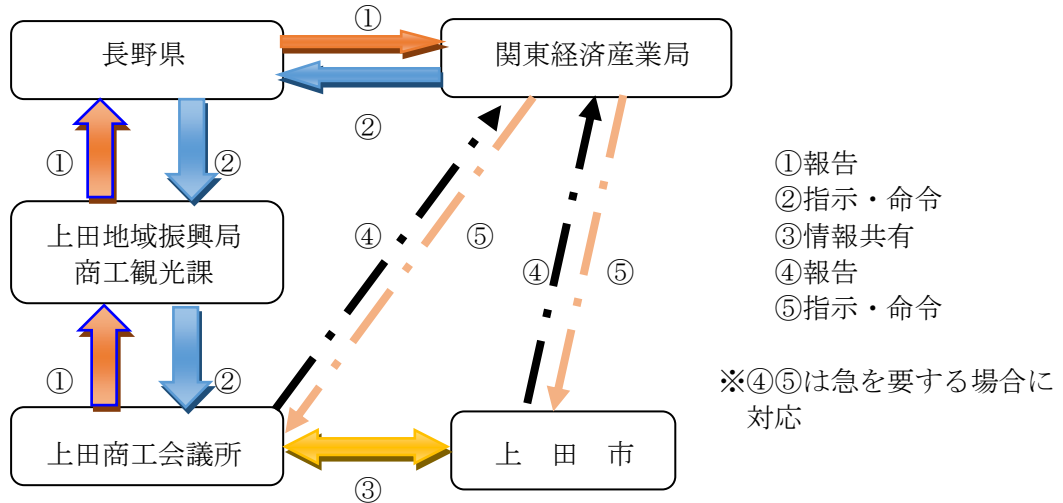 ①
長野県
関東経済産業局
②
①
②
上田地域振興局
商工観光課
④
⑤
④
⑤
①報告
②指示・命令
③情報共有
④報告
⑤指示・命令
※④⑤は急を要する場合に
対応
①
②
上田商工会議所
上　田　市
③